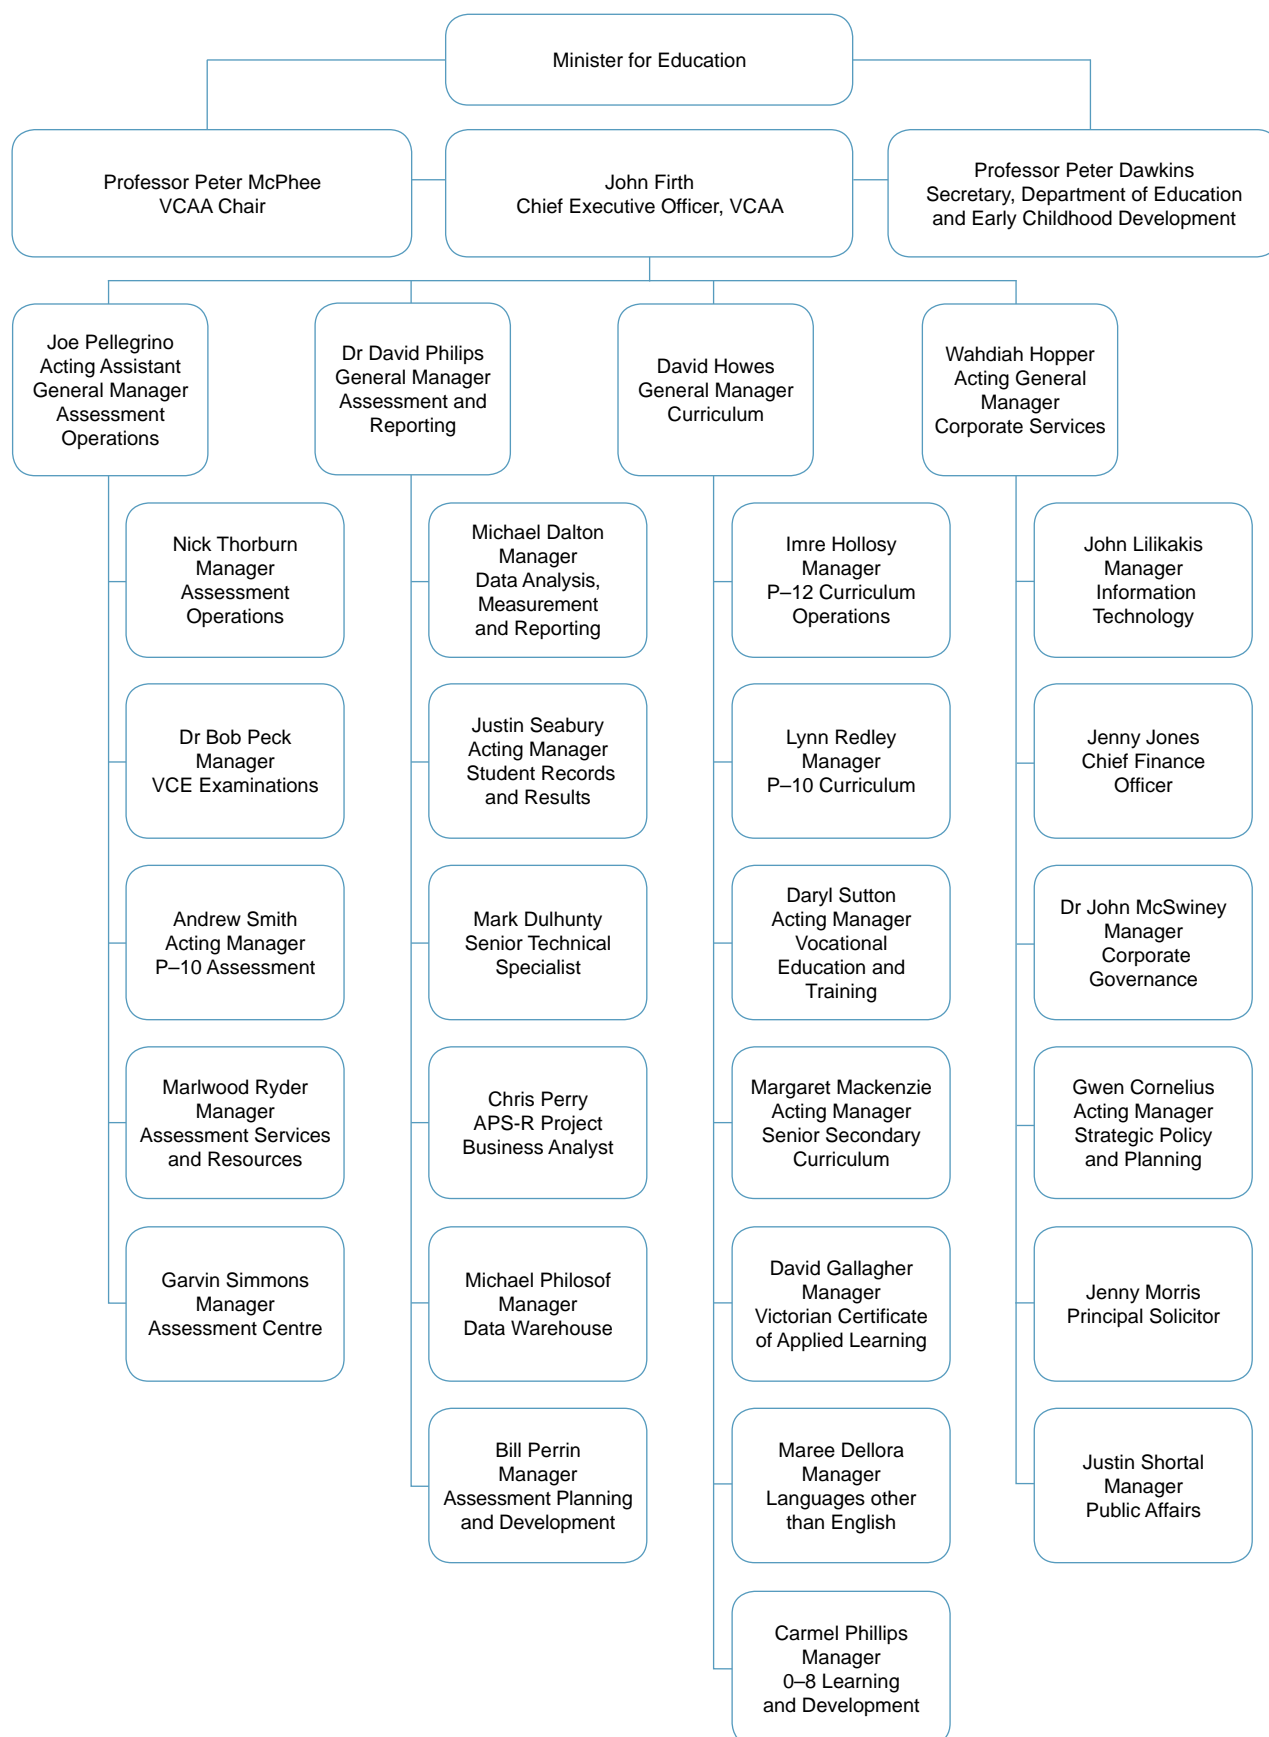 Minister for Education
Professor Peter McPhee
VCAA Chair
John Firth
Chief Executive Officer, VCAA
Professor Peter Dawkins
Secretary, Department of Education
and Early Childhood Development
Joe Pellegrino
Acting Assistant
General Manager
Assessment
Operations
Dr David Philips
General Manager
Assessment and
Reporting
David Howes
General Manager
Curriculum
Wahdiah Hopper
Acting General
Manager
Corporate Services
Nick Thorburn
Manager
Assessment
Operations
Michael Dalton
Manager
Data Analysis,
Measurement
and Reporting
Imre Hollosy
Manager
P–12 Curriculum
Operations
John Lilikakis
Manager
Information
Technology
Dr Bob Peck
Manager
VCE Examinations
Justin Seabury
Acting Manager
Student Records
and Results
Lynn Redley
Manager
P–10 Curriculum
Jenny Jones
Chief Finance
Officer
Andrew Smith
Acting Manager
P–10 Assessment
Mark Dulhunty
Senior Technical
Specialist
Daryl Sutton
Acting Manager
Vocational
Education and
Training
Dr John McSwiney
Manager
Corporate
Governance
Marlwood Ryder
Manager
Assessment Services
and Resources
Chris Perry
APS-R Project
Business Analyst
Margaret Mackenzie
Acting Manager
Senior Secondary
Curriculum
Gwen Cornelius
Acting Manager
Strategic Policy
and Planning
Garvin Simmons
Manager
Assessment Centre
Michael Philosof
Manager
Data Warehouse
David Gallagher
Manager
Victorian Certificate
of Applied Learning
Jenny Morris
Principal Solicitor
Bill Perrin
Manager
Assessment Planning
and Development
Maree Dellora
Manager
Languages other
than English
Justin Shortal
Manager
Public Affairs
Carmel Phillips
Manager
0–8 Learning
and Development